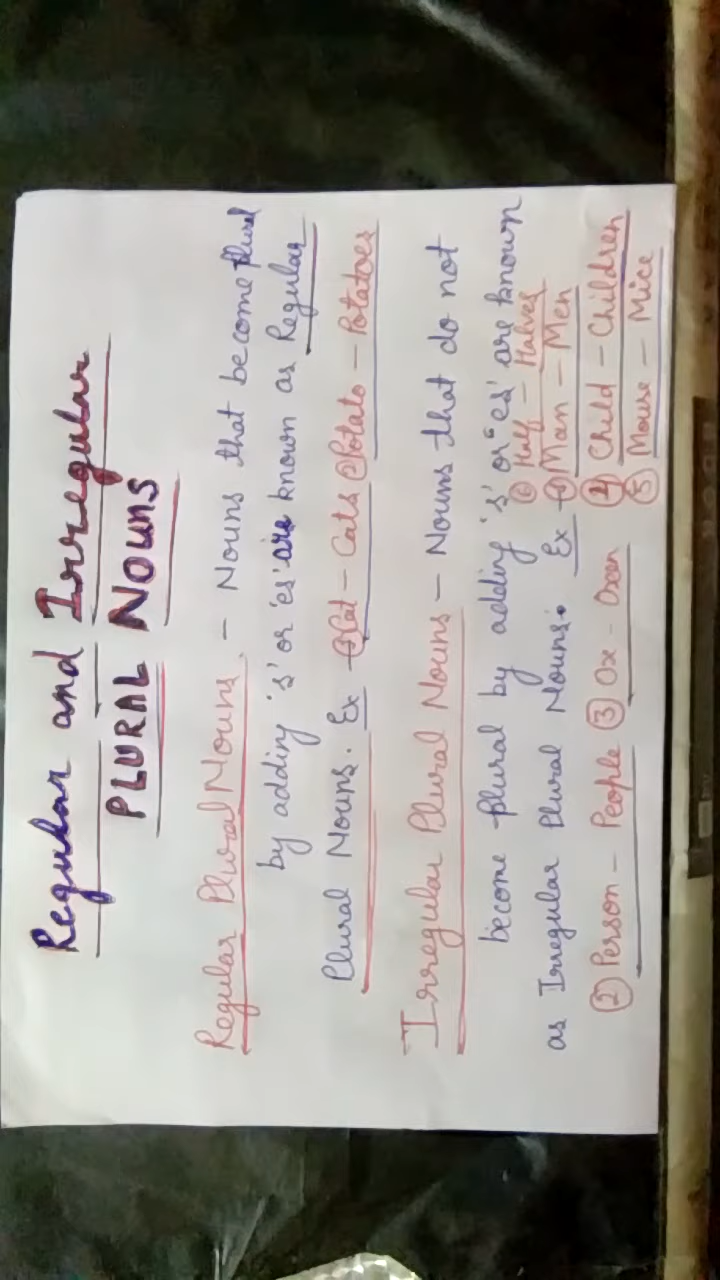 Regular and Irregular
PLURAL NOUNS
Regular Plural Nouns. - Nouns that become plural
by adding 's' or 'es' are known as Regular
Plural Nouns. Ex - ① Cat - Cats ② Potato - Potatoes
Irregular Plural Nouns - Nouns that do not
become plural by adding 's' or "es' are known
⑥ Half - Halves
as Irregular Plural Nouns. Ex - ① Man - Men
② Person - People ③ Ox - Oxen ④ Child - Children
⑤ Mouse - Mice